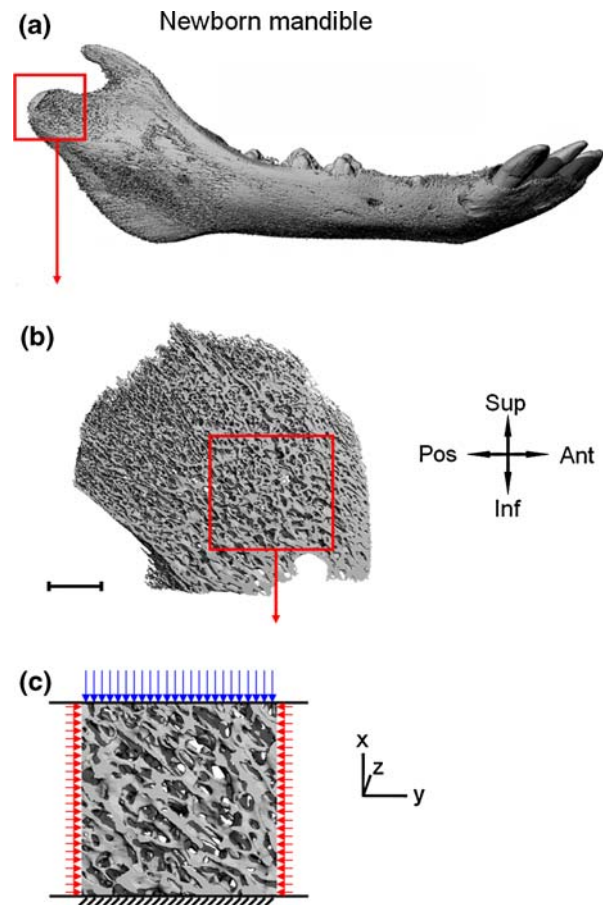 (a)
Newborn mandible
(b)
Sup
Pos Ant
Inf
(c)
x
z
y